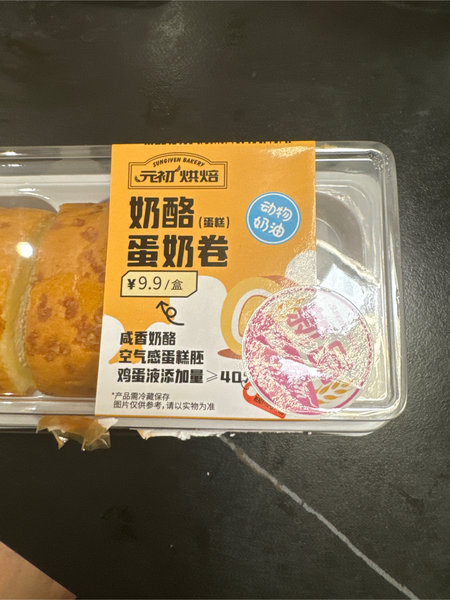 SUNGIVEN BAKERY
元初烘焙
动物
奶油
奶酪(蛋糕)
蛋奶卷
¥9.9/盒
咸香奶酪
空气感蛋糕胚
鸡蛋液添加量≥40
*产品需冷藏保存
图片仅供参考,请以实物为准